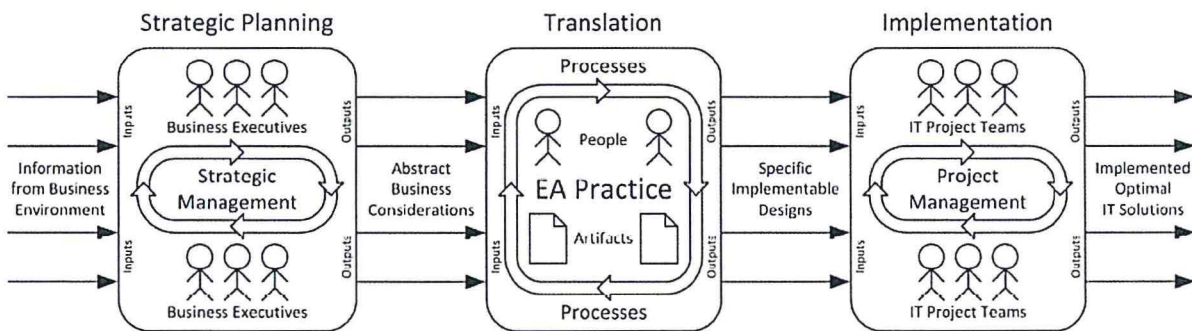 Strategic Planning
Translation
Implementation
Information
from Business
Environment
Inputs
Inputs
Business Executives
Strategic
Management
Business Executives
Outputs
Outputs
Abstract
Business
Considerations
Inputs
Inputs
Processes
People
EA Practice
Artifacts
Processes
Outputs
Outputs
Specific
Implementable
Designs
Inputs
Inputs
IT Project Teams
Project
Management
IT Project Teams
Outputs
Outputs
Implemented
Optimal
IT Solutions